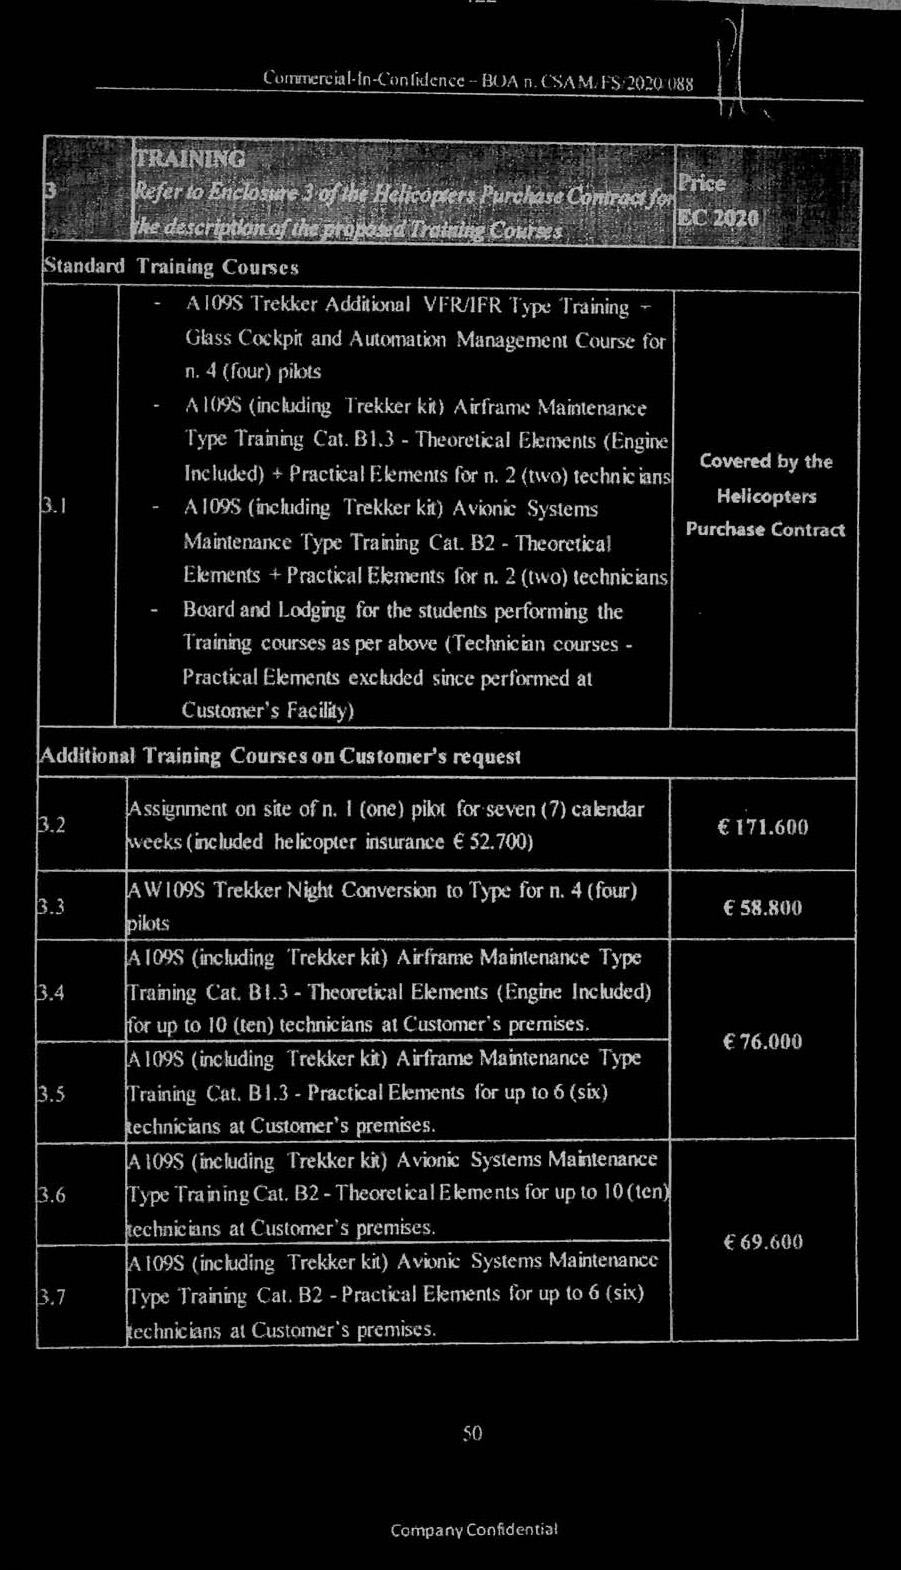 Commercial-In-Confidence – BOA n. CSAM/FS/2020/088
3
TRAINING
Refer to Enclosure 3 of the Helicopters Purchase Contract for
the description of the proposed Training Courses
Price
EC 2020
Standard Training Courses
3.1
- A109S Trekker Additional VFR/IFR Type Training –
Glass Cockpit and Automation Management Course for
n. 4 (four) pilots
- A109S (including Trekker kit) Airframe Maintenance
Type Training Cat. B1.3 - Theoretical Elements (Engine
Included) + Practical Elements for n. 2 (two) technicians
- A109S (including Trekker kit) Avionic Systems
Maintenance Type Training Cat. B2 - Theoretical
Elements + Practical Elements for n. 2 (two) technicians
- Board and Lodging for the students performing the
Training courses as per above (Technician courses -
Practical Elements excluded since performed at
Customer's Facility)
Covered by the
Helicopters
Purchase Contract
Additional Training Courses on Customer's request
3.2
Assignment on site of n. 1 (one) pilot for seven (7) calendar
weeks (included helicopter insurance € 52.700)
€ 171.600
3.3
AW109S Trekker Night Conversion to Type for n. 4 (four)
pilots
€ 58.800
3.4
A109S (including Trekker kit) Airframe Maintenance Type
Training Cat. B1.3 - Theoretical Elements (Engine Included)
for up to 10 (ten) technicians at Customer's premises.
€ 76.000
3.5
A109S (including Trekker kit) Airframe Maintenance Type
Training Cat. B1.3 - Practical Elements for up to 6 (six)
technicians at Customer's premises.
3.6
A109S (including Trekker kit) Avionic Systems Maintenance
Type Training Cat. B2 - Theoretical Elements for up to 10 (ten)
technicians at Customer's premises.
€ 69.600
3.7
A109S (including Trekker kit) Avionic Systems Maintenance
Type Training Cat. B2 - Practical Elements for up to 6 (six)
technicians at Customer's premises.
50
Company Confidential